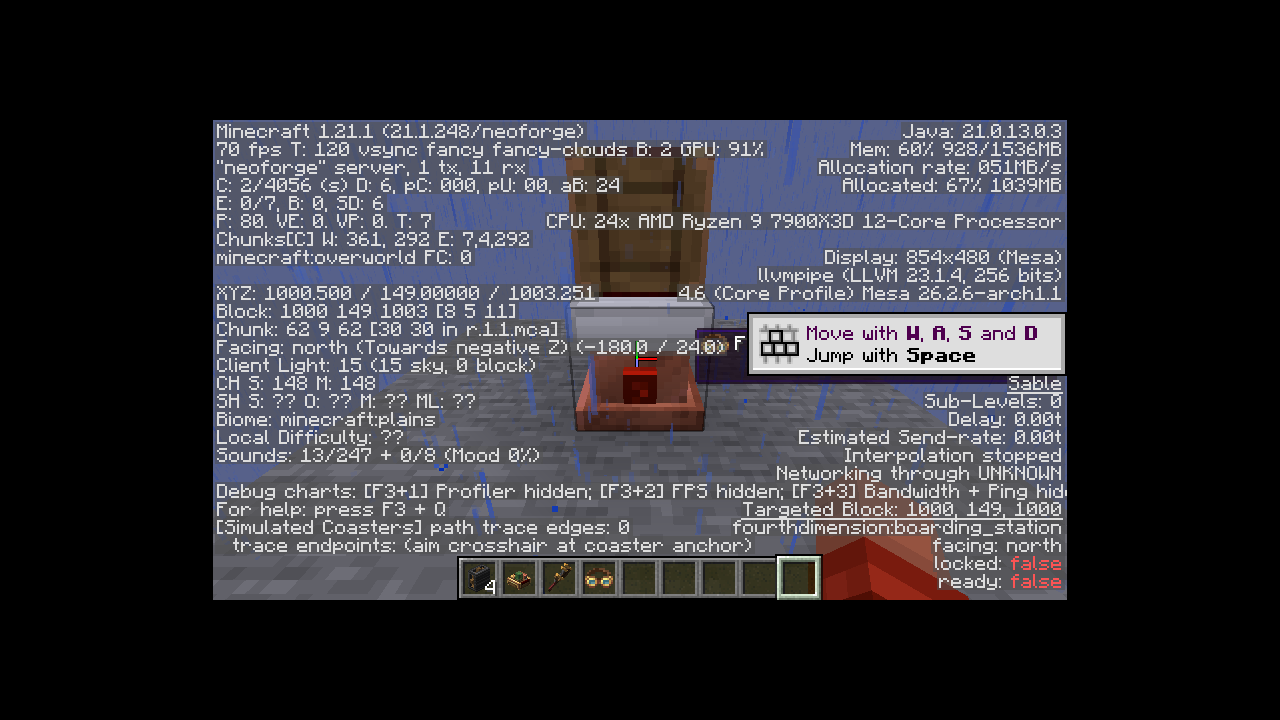 Minecraft 1.21.1 (21.1.248/neoforge)
70 fps T: 120 vsync fancy fancy-clouds B: 2 GPU: 91%
"neoforge" server, 1 tx, 11 rx
C: 2/4056 (s) D: 6, pC: 000, pU: 00, aB: 24
E: 0/7, B: 0, SD: 6
P: 80. VE: 0. VP: 0. T: 7
Chunks[C] W: 361, 292 E: 7,4,292
minecraft:overworld FC: 0
XYZ: 1000.500 / 149.00000 / 1003.251
Block: 1000 149 1003 [8 5 11]
Chunk: 62 9 62 [30 30 in r.1.1.mca]
Facing: north (Towards negative Z) (-180.0 / 24.0)
Client Light: 15 (15 sky, 0 block)
CH S: 148 M: 148
SH S: ?? O: ?? M: ?? ML: ??
Biome: minecraft:plains
Local Difficulty: ??
Sounds: 13/247 + 0/8 (Mood 0%)
Debug charts: [F3+1] Profiler hidden; [F3+2] FPS hidden; [F3+3] Bandwidth + Ping hid
For help: press F3 + Q
[Simulated Coasters] path trace edges: 0
trace endpoints: (aim crosshair at coaster anchor)
Java: 21.0.13.0.3
Mem: 60% 928/1536MB
Allocation rate: 051MB/s
Allocated: 67% 1039MB
CPU: 24x AMD Ryzen 9 7900X3D 12-Core Processor
Display: 854x480 (Mesa)
llvmpipe (LLVM 23.1.4, 256 bits)
4.6 (Core Profile) Mesa 26.2.6-arch1.1
F
Move with W, A, S and D
Jump with Space
Sable
Sub-Levels: 0
Delay: 0.00t
Estimated Send-rate: 0.00t
Interpolation stopped
Networking through UNKNOWN
Targeted Block: 1000, 149, 1000
fourthdimension:boarding_station
facing: north
locked: false
ready: false
4